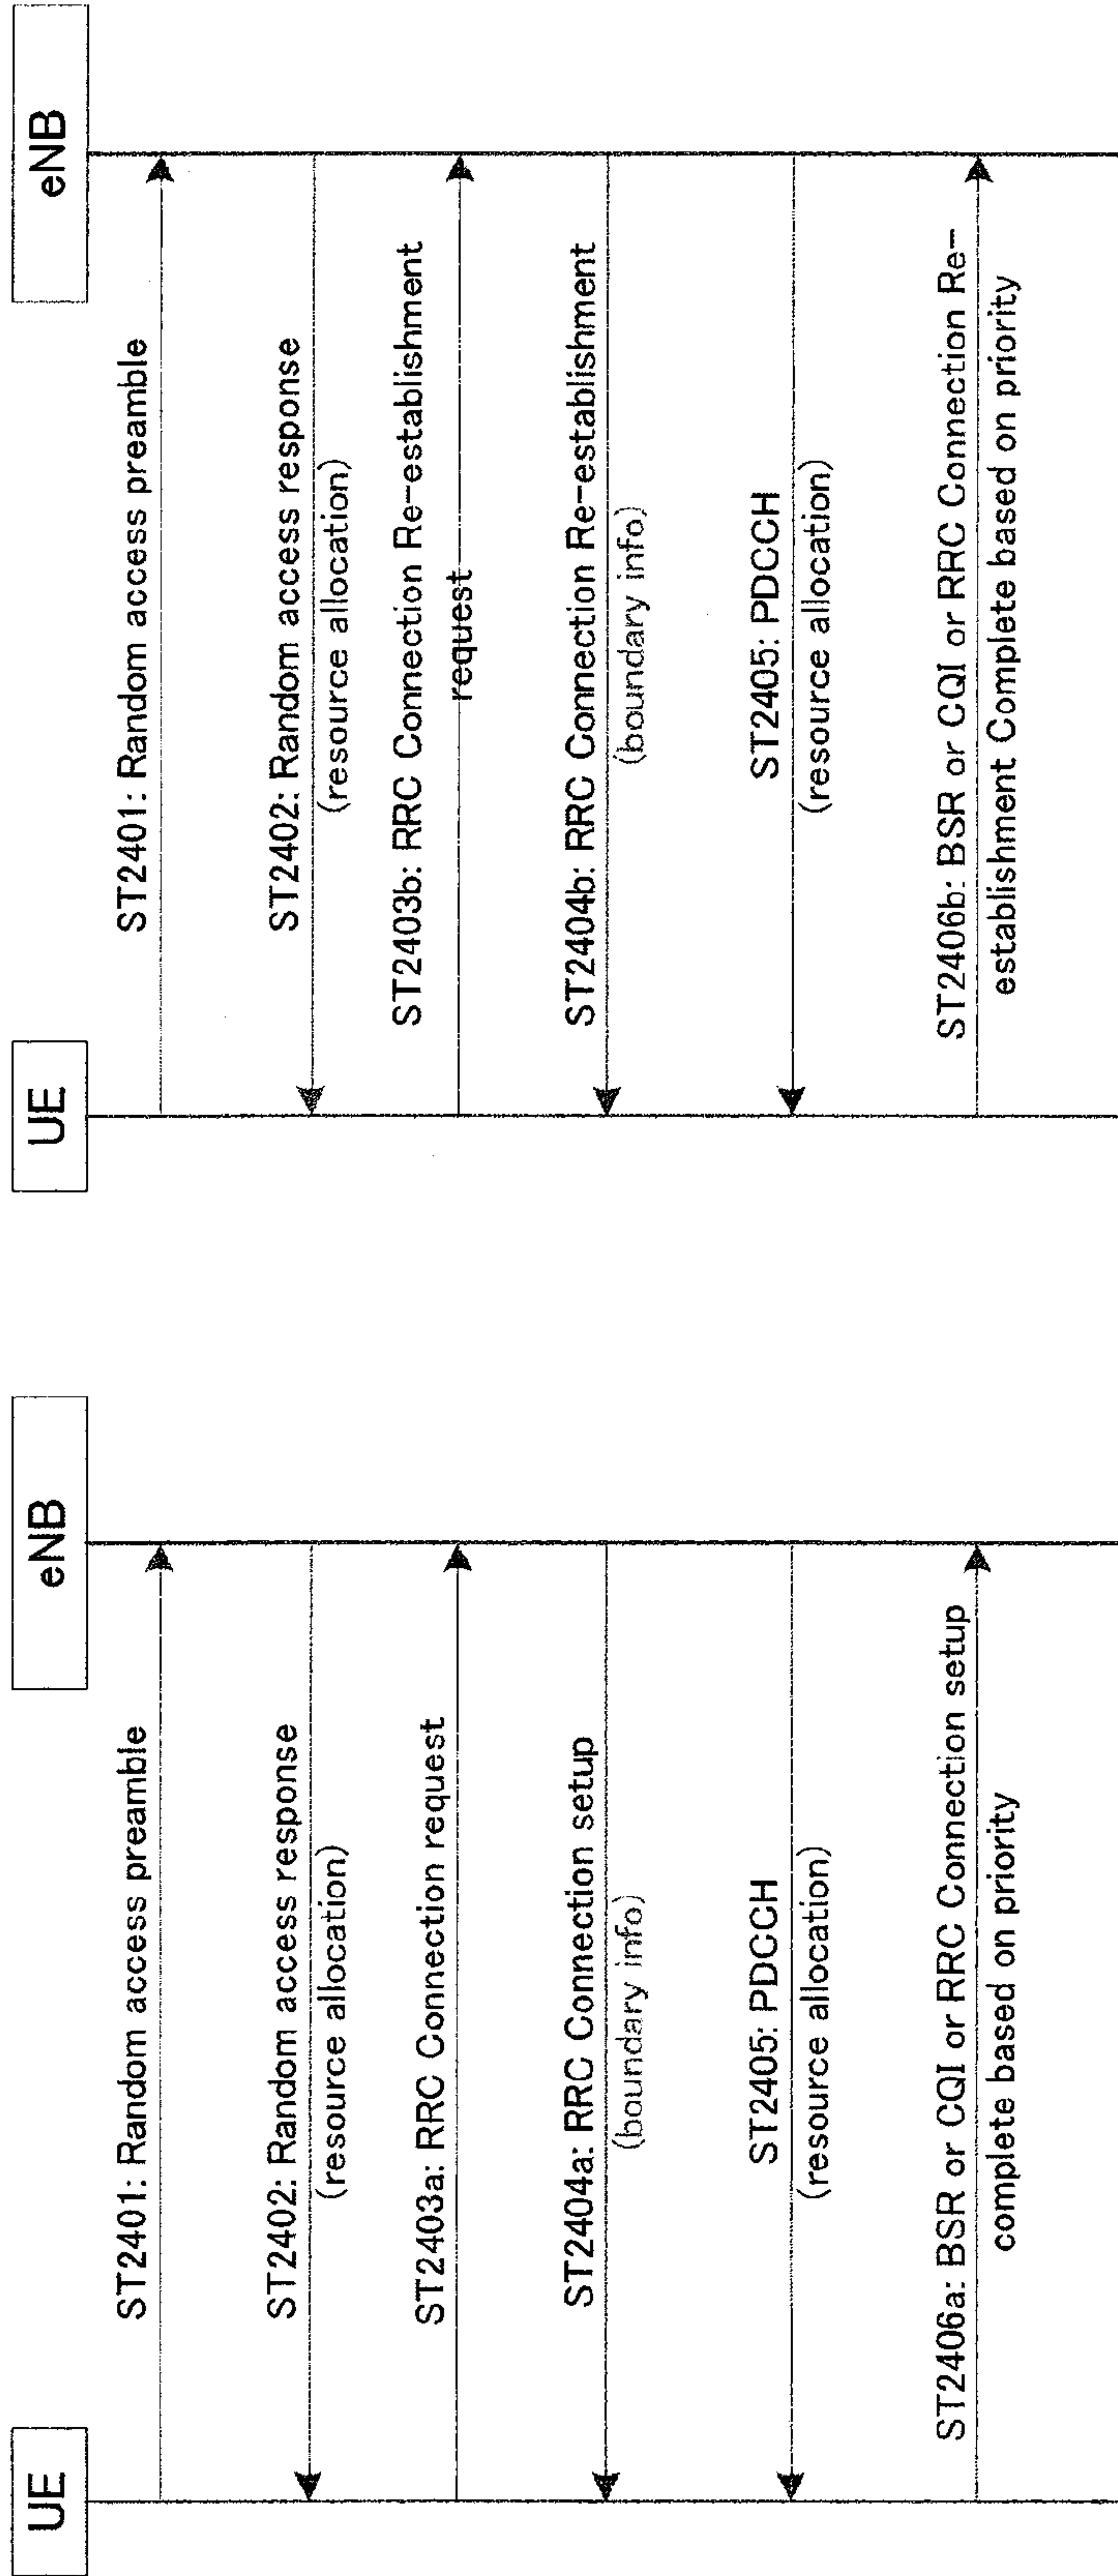 UE
eNB
ST2401: Random access preamble
ST2402: Random access response
(resource allocation)
ST2403a: RRC Connection request
ST2404a: RRC Connection setup
(boundary info)
ST2405: PDCCH
(resource allocation)
ST2406a: BSR or CQI or RRC Connection setup
complete based on priority
UE
eNB
ST2401: Random access preamble
ST2402: Random access response
(resource allocation)
ST2403b: RRC Connection Re-establishment
request
ST2404b: RRC Connection Re-establishment
(boundary info)
ST2405: PDCCH
(resource allocation)
ST2406b: BSR or CQI or RRC Connection Re-
establishment Complete based on priority